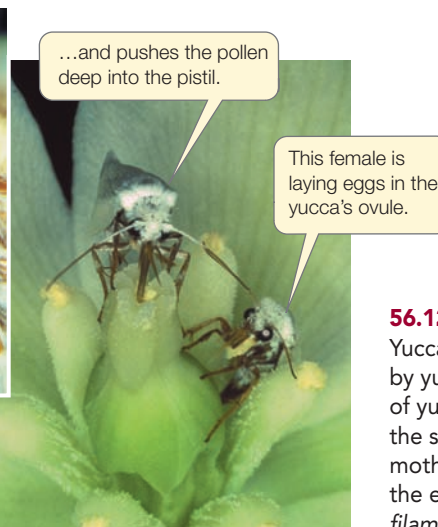 …and pushes the pollen
deep into the pistil.
This female is
laying eggs in the
yucca's ovule.
56.1
Yucca
by yu
of yu
the s
moth
the e
filam